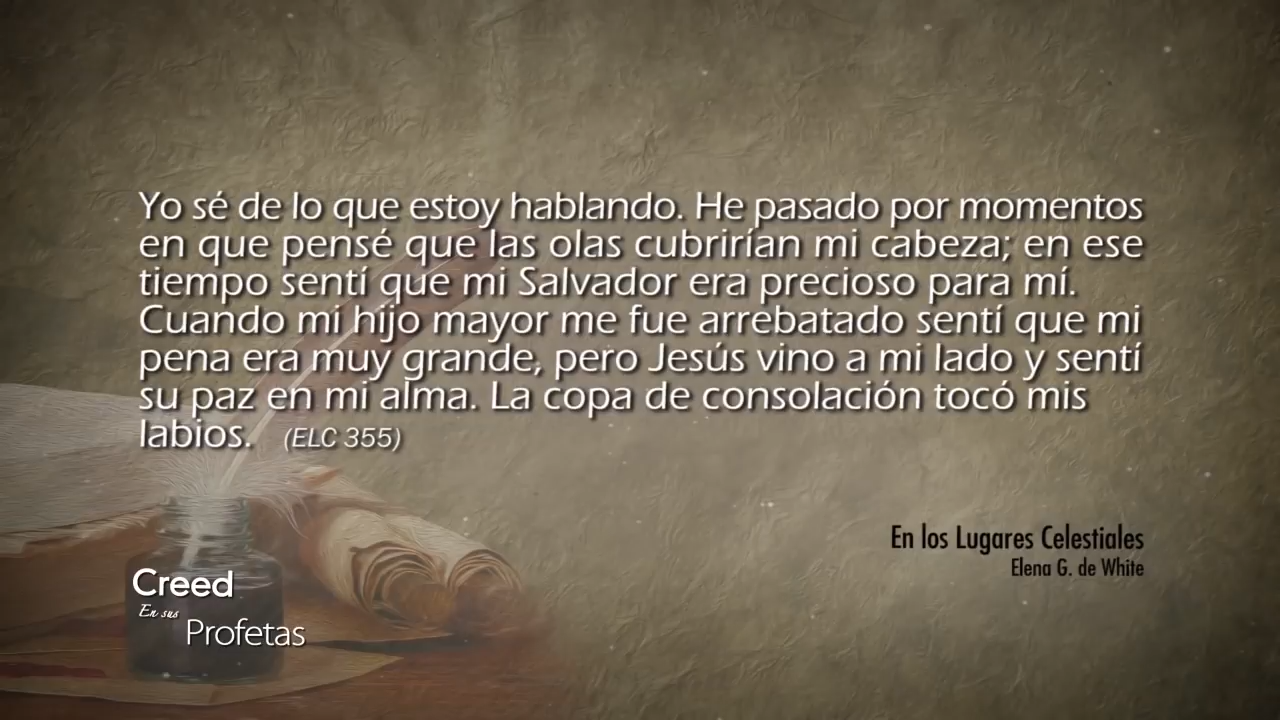 Yo sé de lo que estoy hablando. He pasado por momentos
en que pensé que las olas cubrirían mi cabeza; en ese
tiempo sentí que mi Salvador era precioso para mí.
Cuando mi hijo mayor me fue arrebatado sentí que mi
pena era muy grande, pero Jesús vino a mi lado y sentí
su paz en mi alma. La copa de consolación tocó mis
labios. (ELC 355)
En los Lugares Celestiales
Elena G. de White
Creed
En sus
Profetas